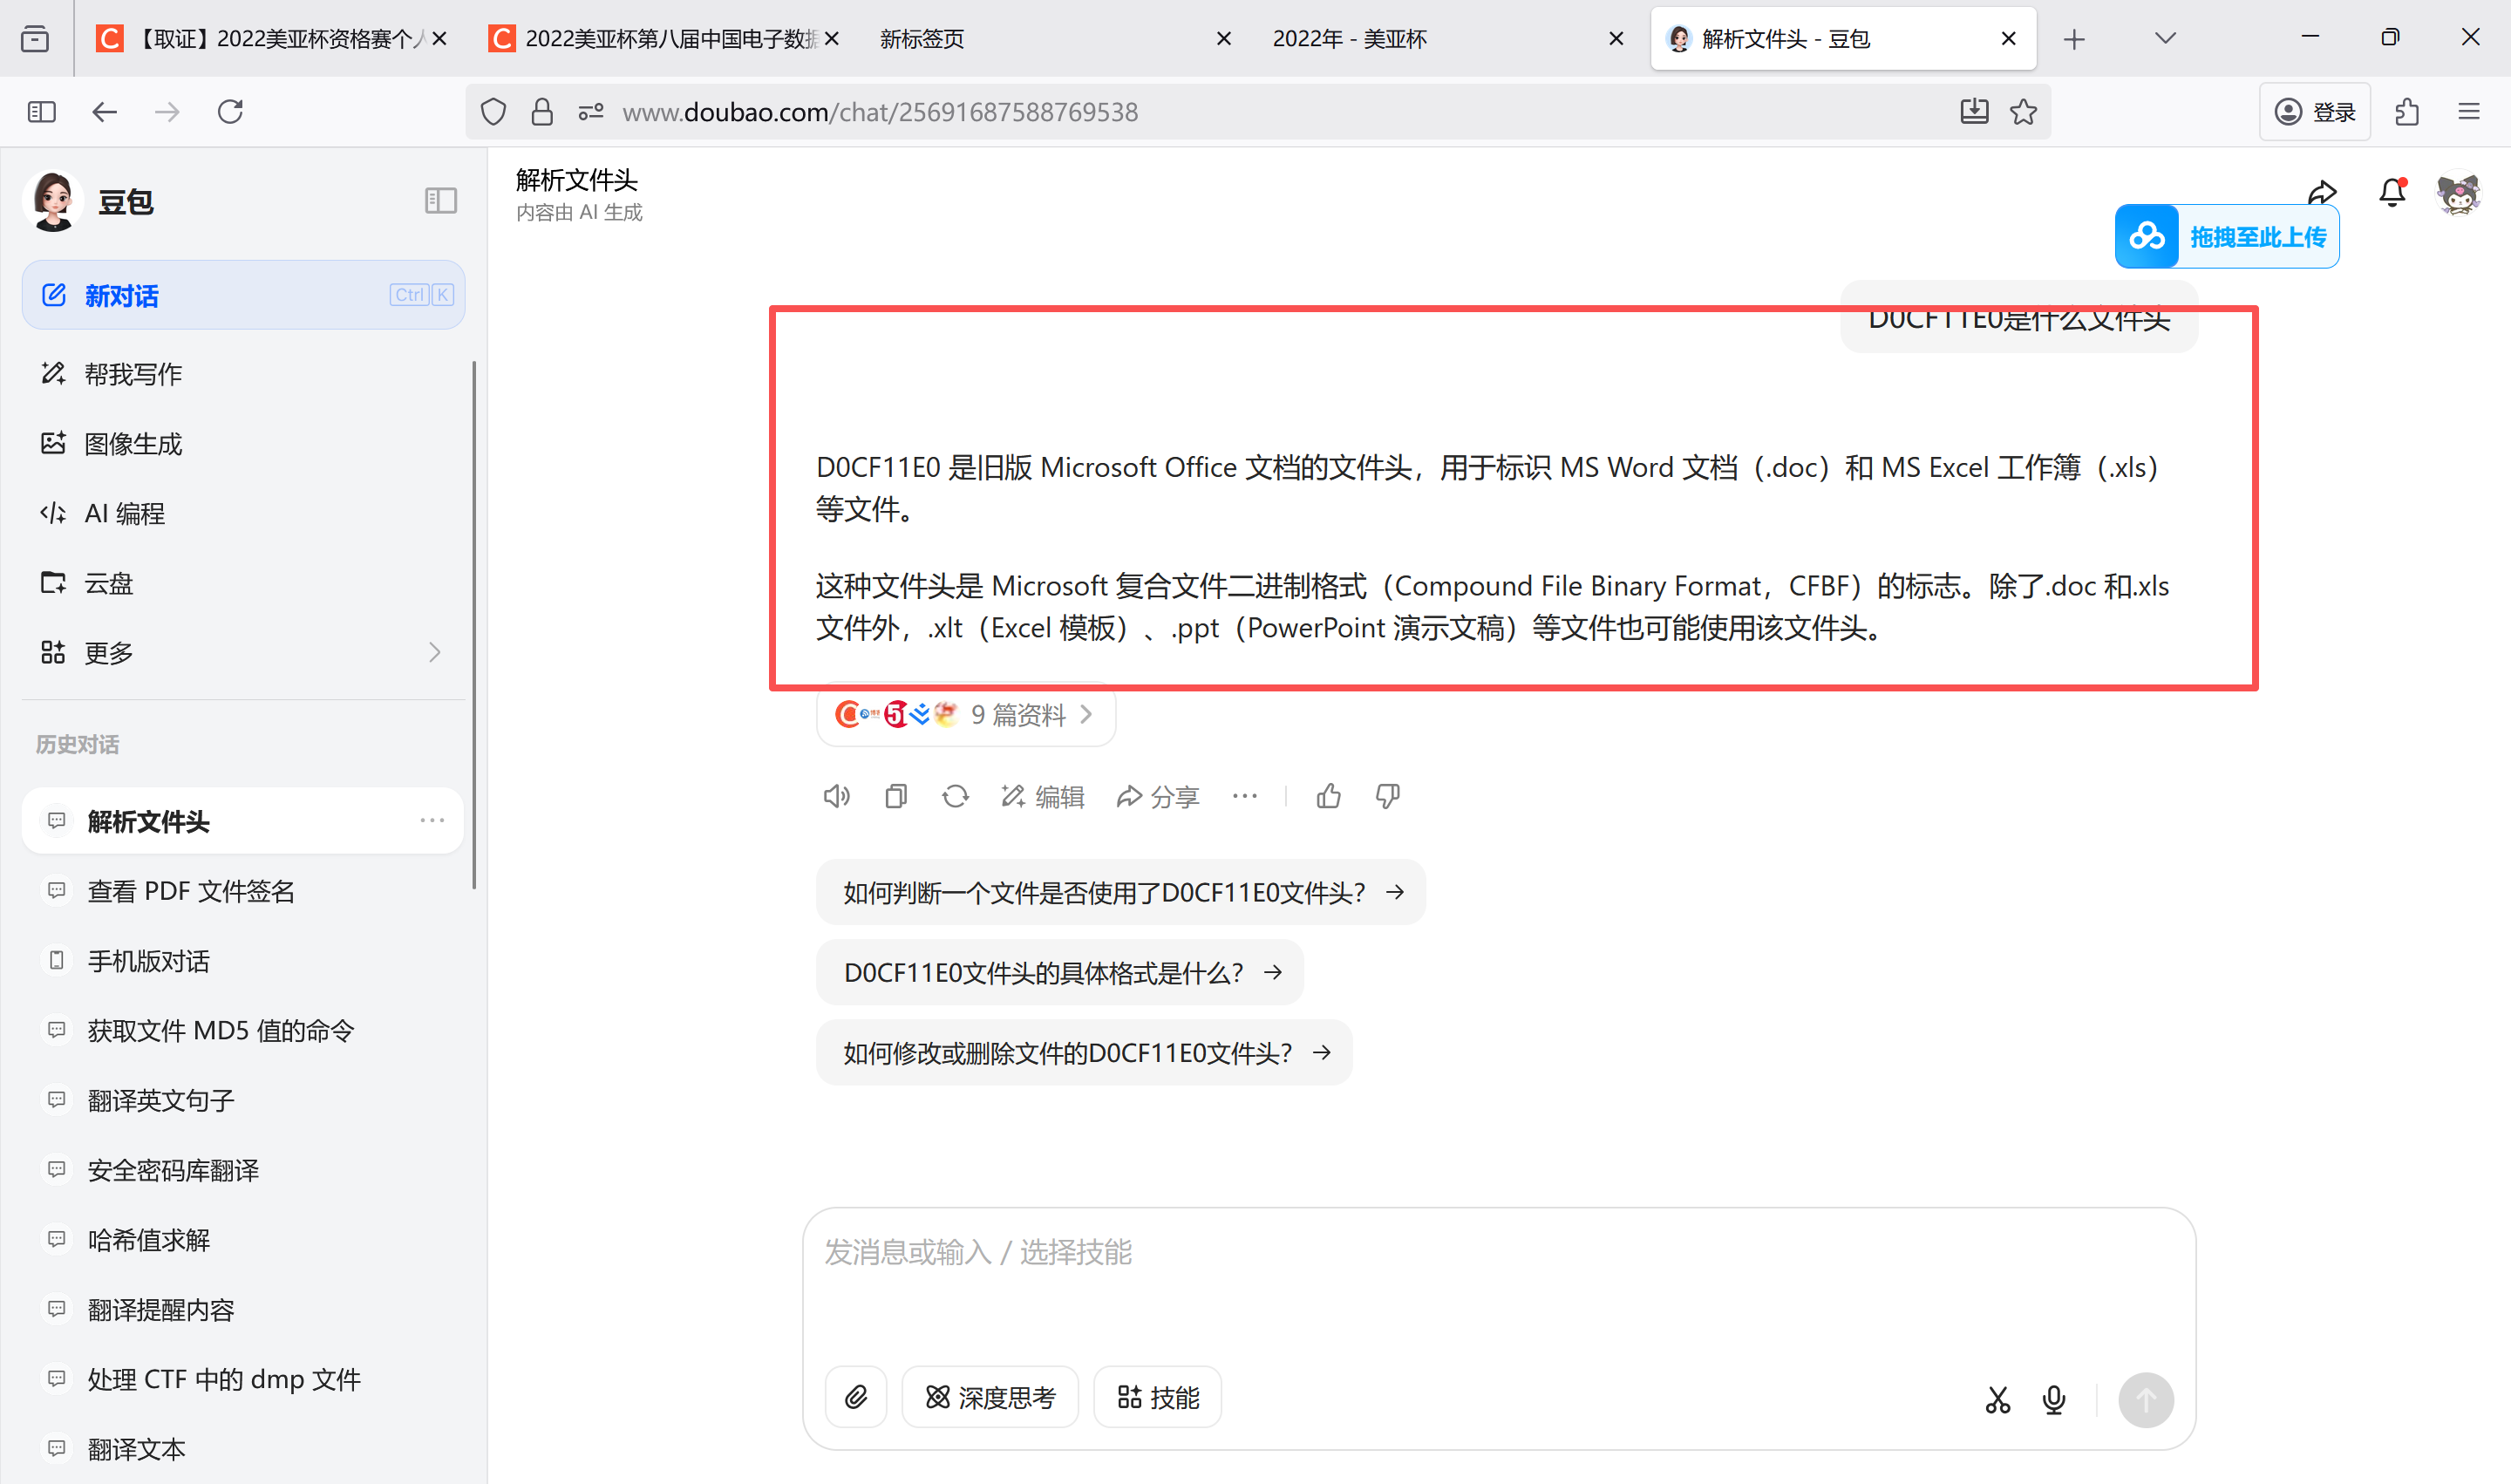 【取证】2022美亚杯资格赛个人
2022美亚杯第八届中国电子数据
新标签页
2022年 - 美亚杯
解析文件头 - 豆包
www.doubao.com/chat/25691687588769538
登录
豆包
新对话
Ctrl K
帮我写作
图像生成
AI 编程
云盘
更多
历史对话
解析文件头
查看 PDF 文件签名
手机版对话
获取文件 MD5 值的命令
翻译英文句子
安全密码库翻译
哈希值求解
翻译提醒内容
处理 CTF 中的 dmp 文件
翻译文本
解析文件头
内容由 AI 生成
拖拽至此上传
D0CF11E0是什么文件头
D0CF11E0 是旧版 Microsoft Office 文档的文件头，用于标识 MS Word 文档（.doc）和 MS Excel 工作簿（.xls）
等文件。
这种文件头是 Microsoft 复合文件二进制格式（Compound File Binary Format，CFBF）的标志。除了.doc 和.xls
文件外，.xlt（Excel 模板）、.ppt（PowerPoint 演示文稿）等文件也可能使用该文件头。
9 篇资料
编辑
分享
如何判断一个文件是否使用了D0CF11E0文件头？
D0CF11E0文件头的具体格式是什么？
如何修改或删除文件的D0CF11E0文件头？
发消息或输入 / 选择技能
深度思考
技能